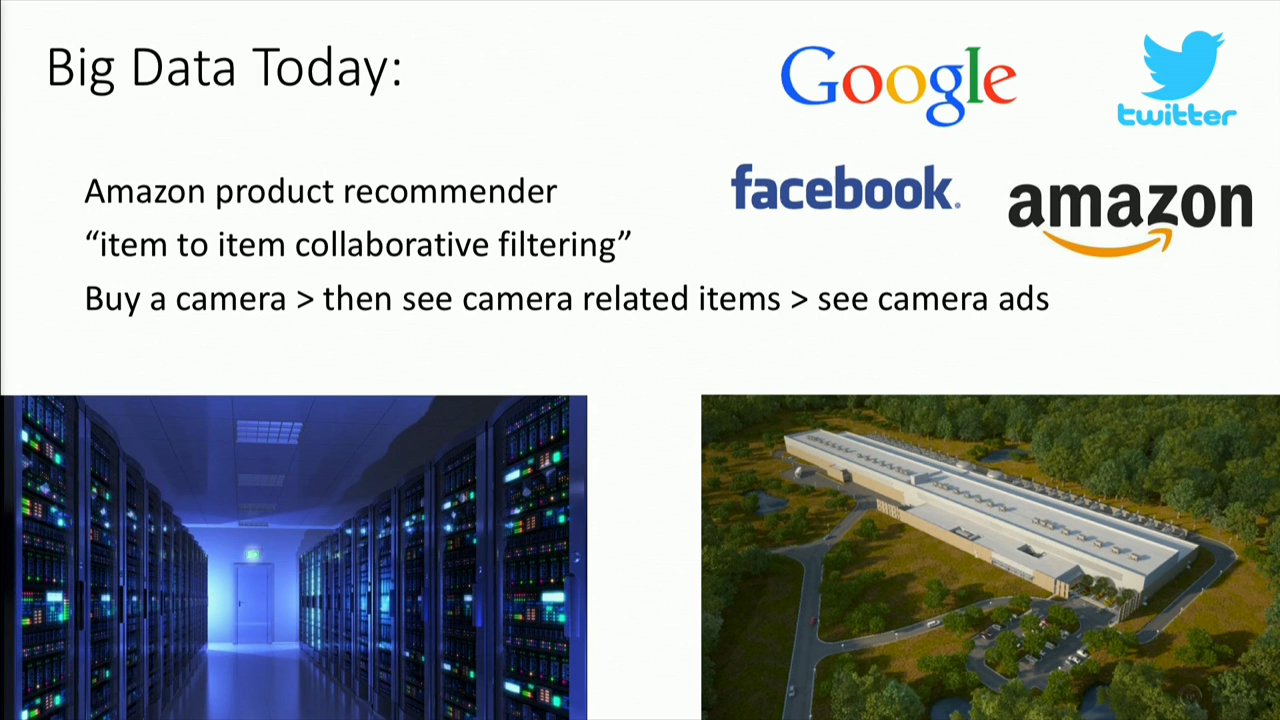 Big Data Today:
Google
twitter
facebook.
amazon
Amazon product recommender
“item to item collaborative filtering”
Buy a camera > then see camera related items > see camera ads